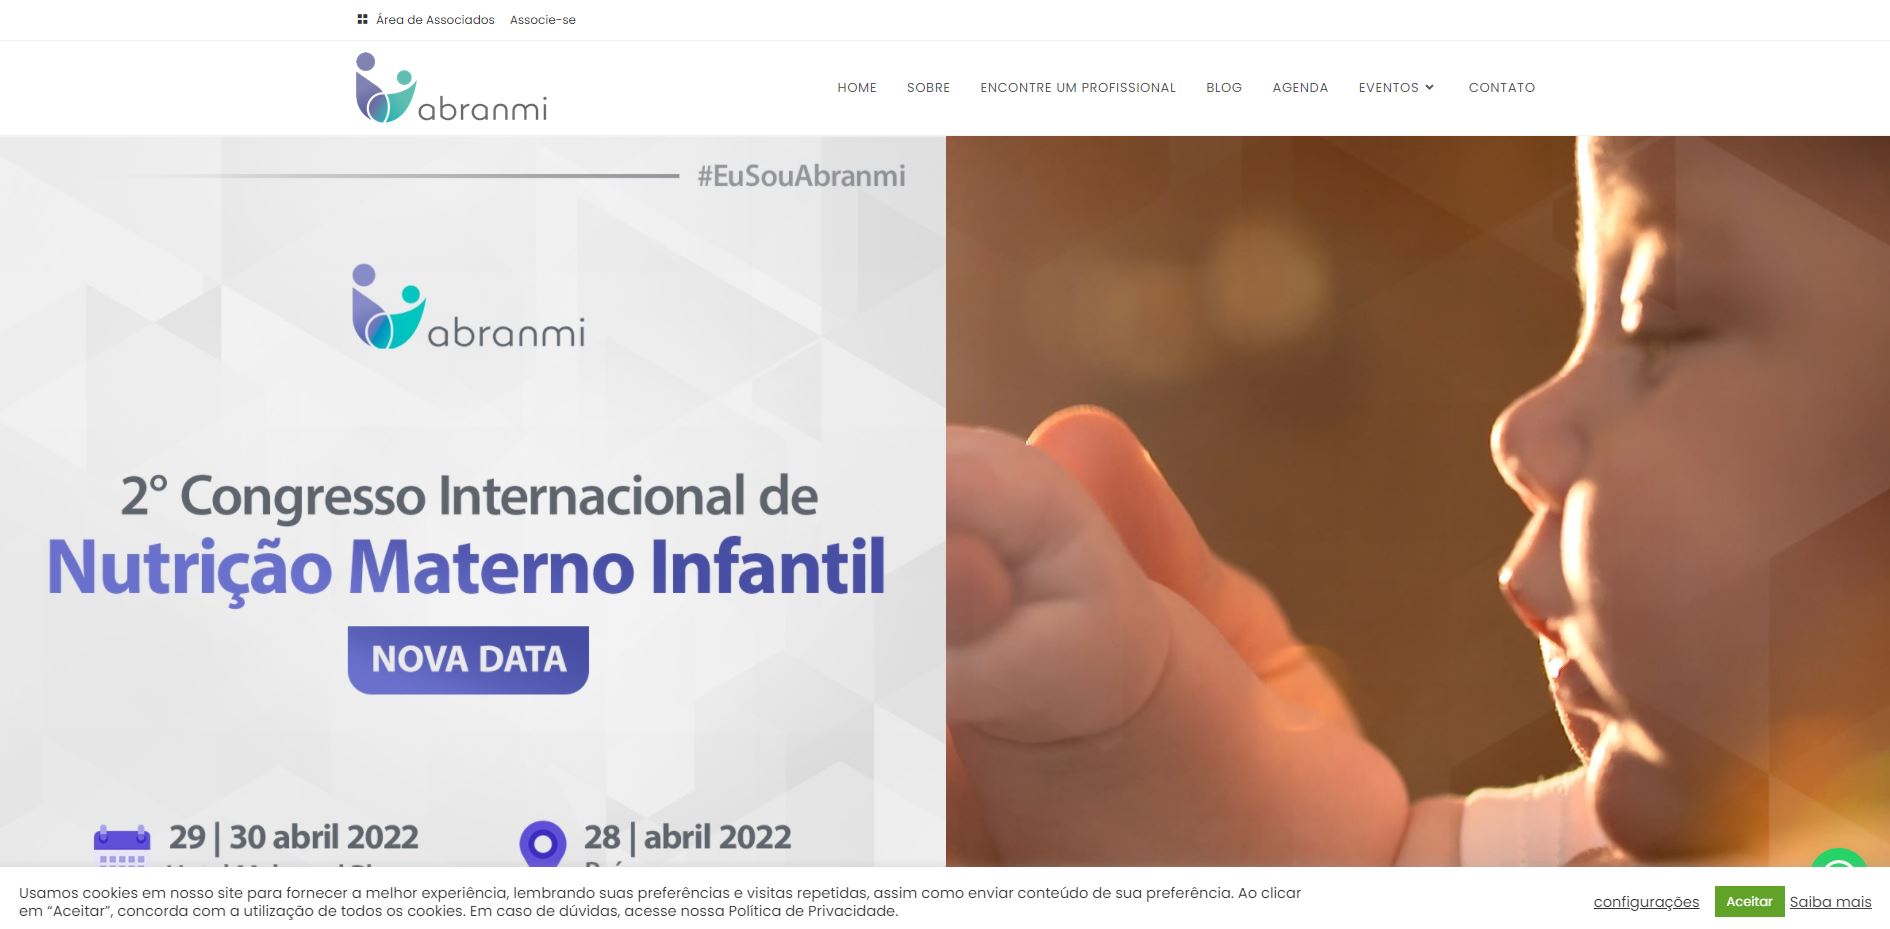 Área de Associados Associe-se
abranmi
HOME SOBRE ENCONTRE UM PROFISSIONAL BLOG AGENDA EVENTOS CONTATO
#EuSouAbranmi
abranmi
2° Congresso Internacional de
Nutrição Materno Infantil
NOVA DATA
29 | 30 abril 2022
28 | abril 2022
Usamos cookies em nosso site para fornecer a melhor experiência, lembrando suas preferências e visitas repetidas, assim como enviar conteúdo de sua preferência. Ao clicar
em “Aceitar”, concorda com a utilização de todos os cookies. Em caso de dúvidas, acesse nossa Política de Privacidade.
configurações Aceitar Saiba mais